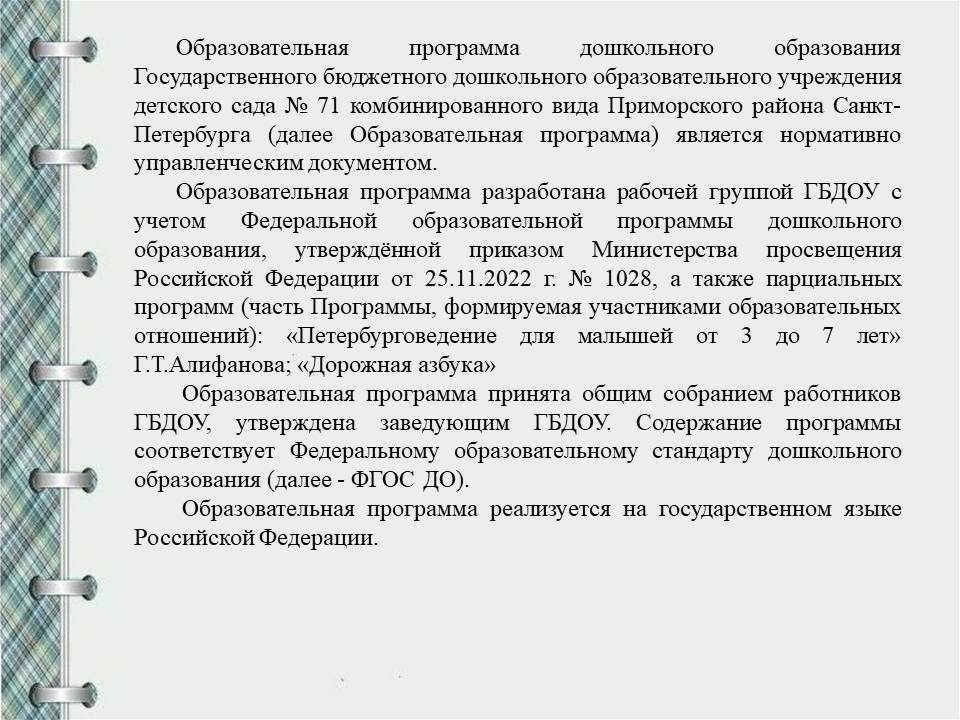 Образовательная программа дошкольного образования
Государственного бюджетного дошкольного образовательного учреждения
детского сада № 71 комбинированного вида Приморского района Санкт-
Петербурга (далее Образовательная программа) является нормативно
управленческим документом.
Образовательная программа разработана рабочей группой ГБДОУ с
учетом Федеральной образовательной программы дошкольного
образования, утверждённой приказом Министерства просвещения
Российской Федерации от 25.11.2022 г. № 1028, а также парциальных
программ (часть Программы, формируемая участниками образовательных
отношений): «Петербурговедение для малышей от 3 до 7 лет»
Г.Т.Алифанова; «Дорожная азбука»
Образовательная программа принята общим собранием работников
ГБДОУ, утверждена заведующим ГБДОУ. Содержание программы
соответствует Федеральному образовательному стандарту дошкольного
образования (далее - ФГОС ДО).
Образовательная программа реализуется на государственном языке
Российской Федерации.